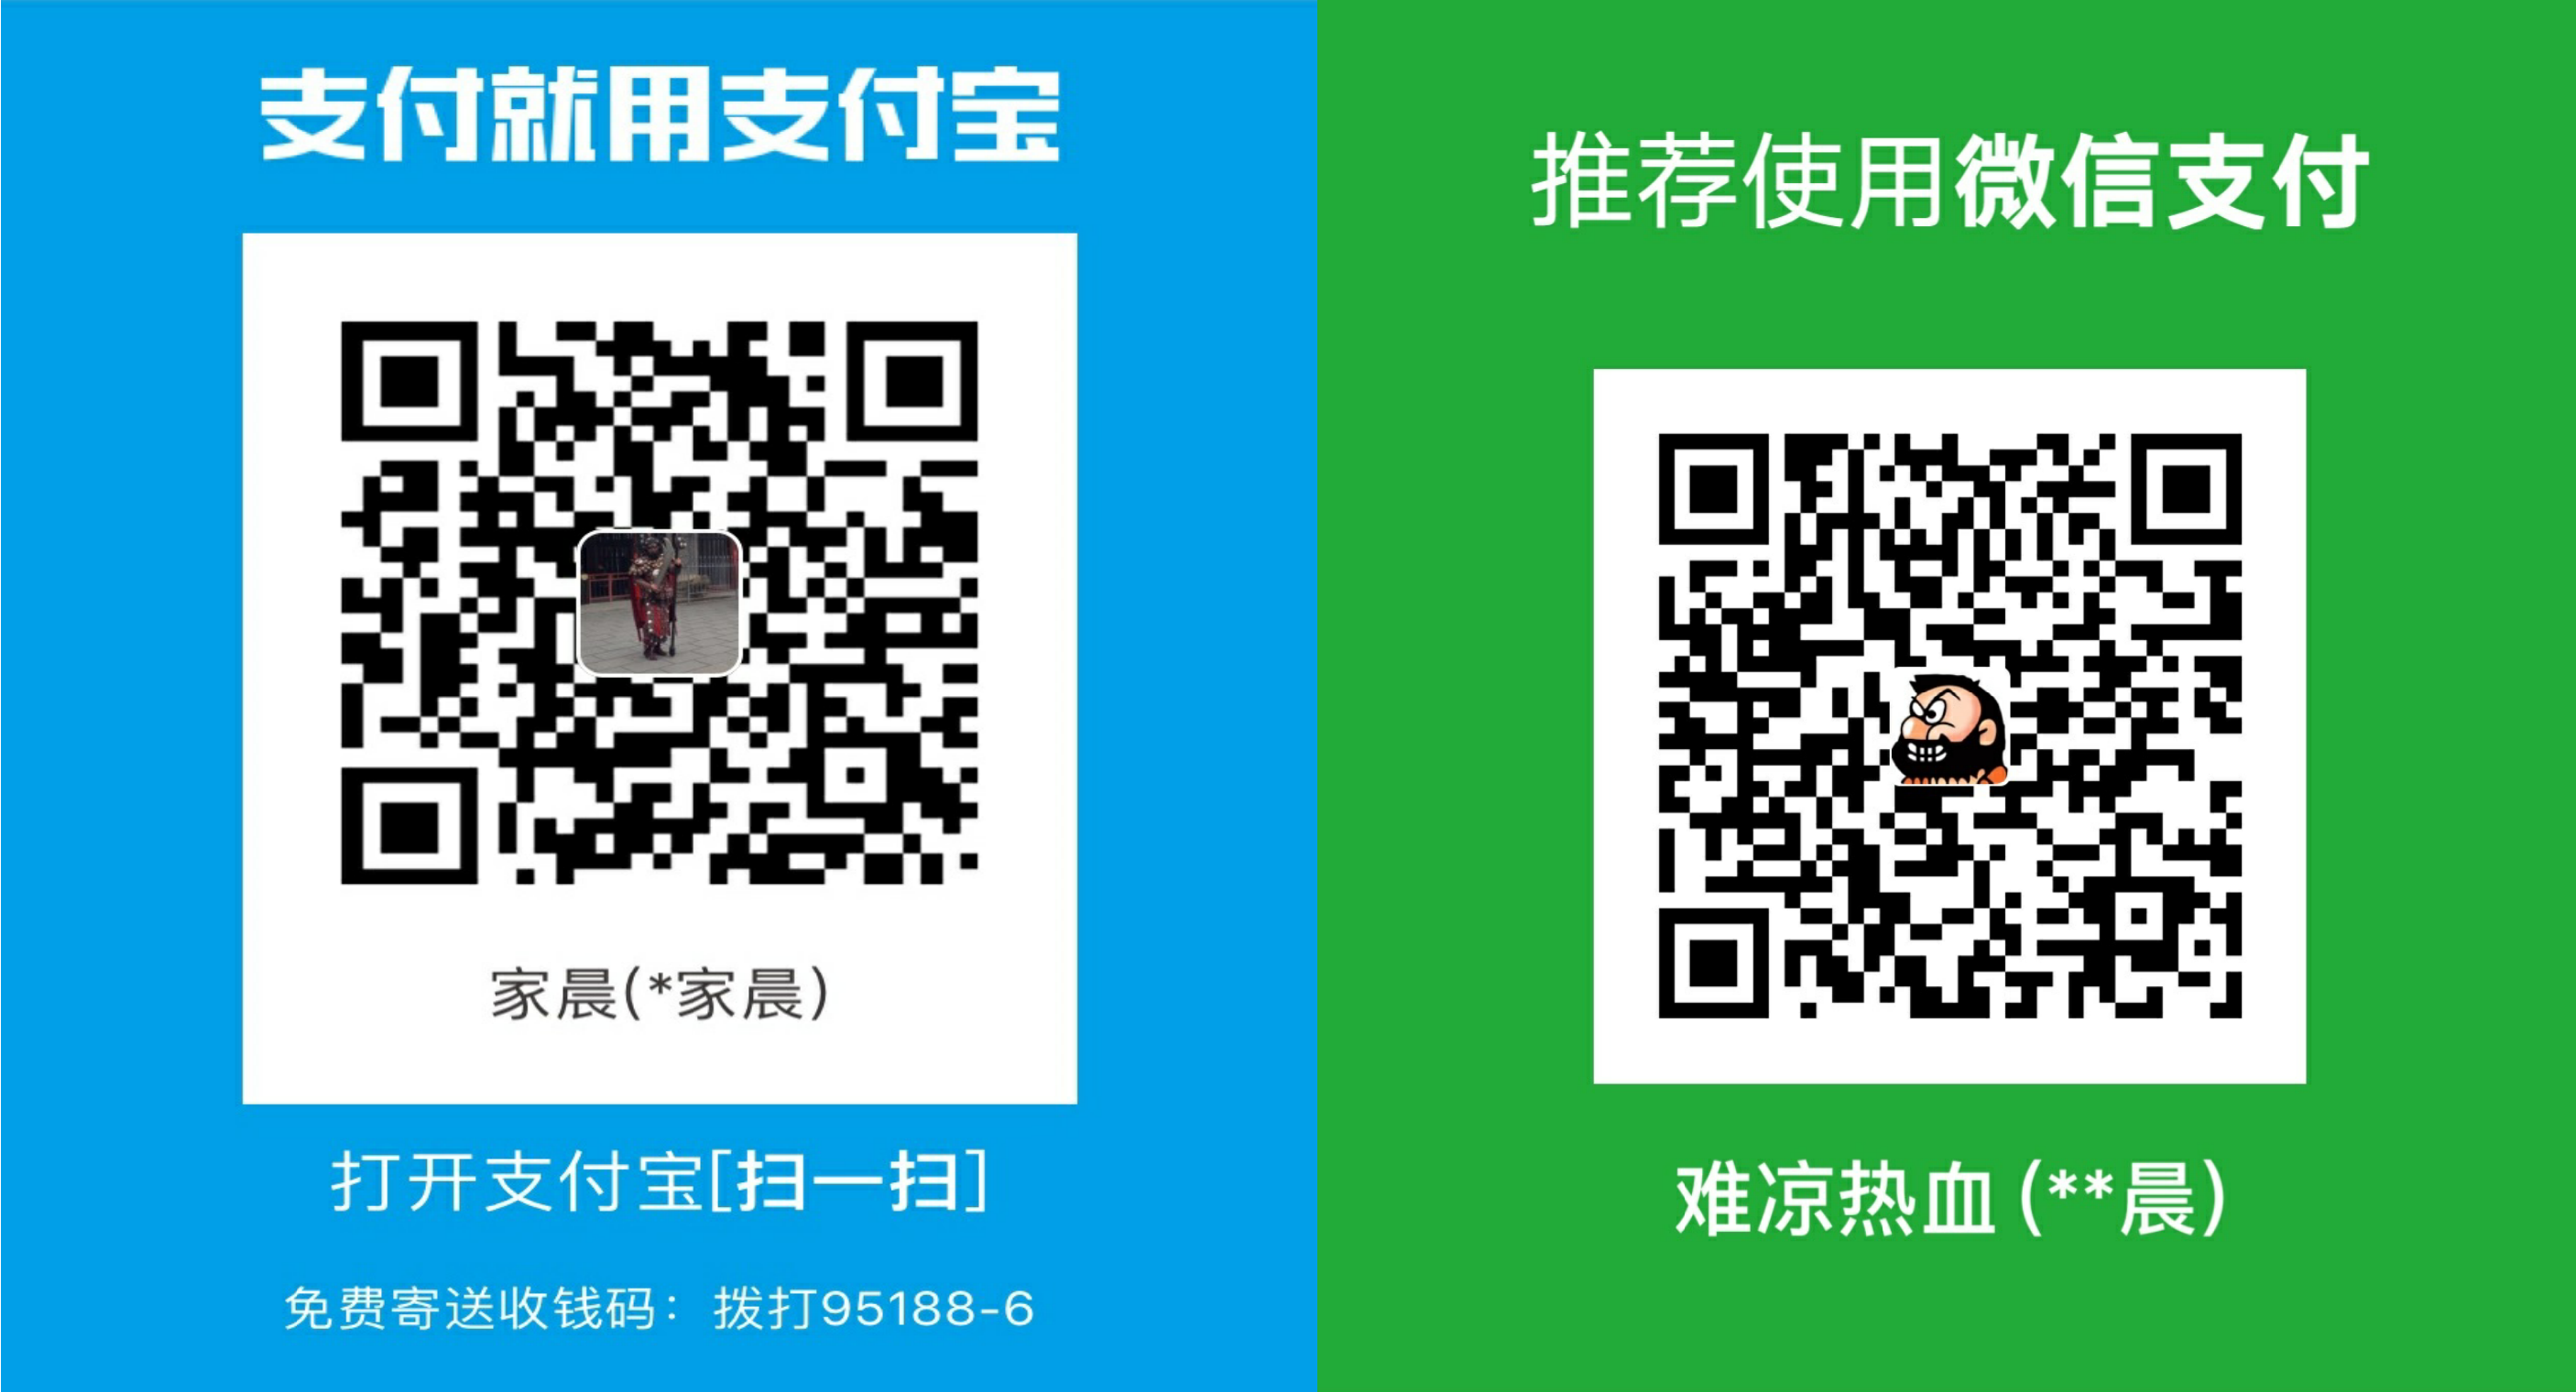 支付就用支付宝
家晨(*家晨)
打开支付宝[扫一扫]
免费寄送收钱码：拨打95188-6
推荐使用微信支付
难凉热血(**晨)